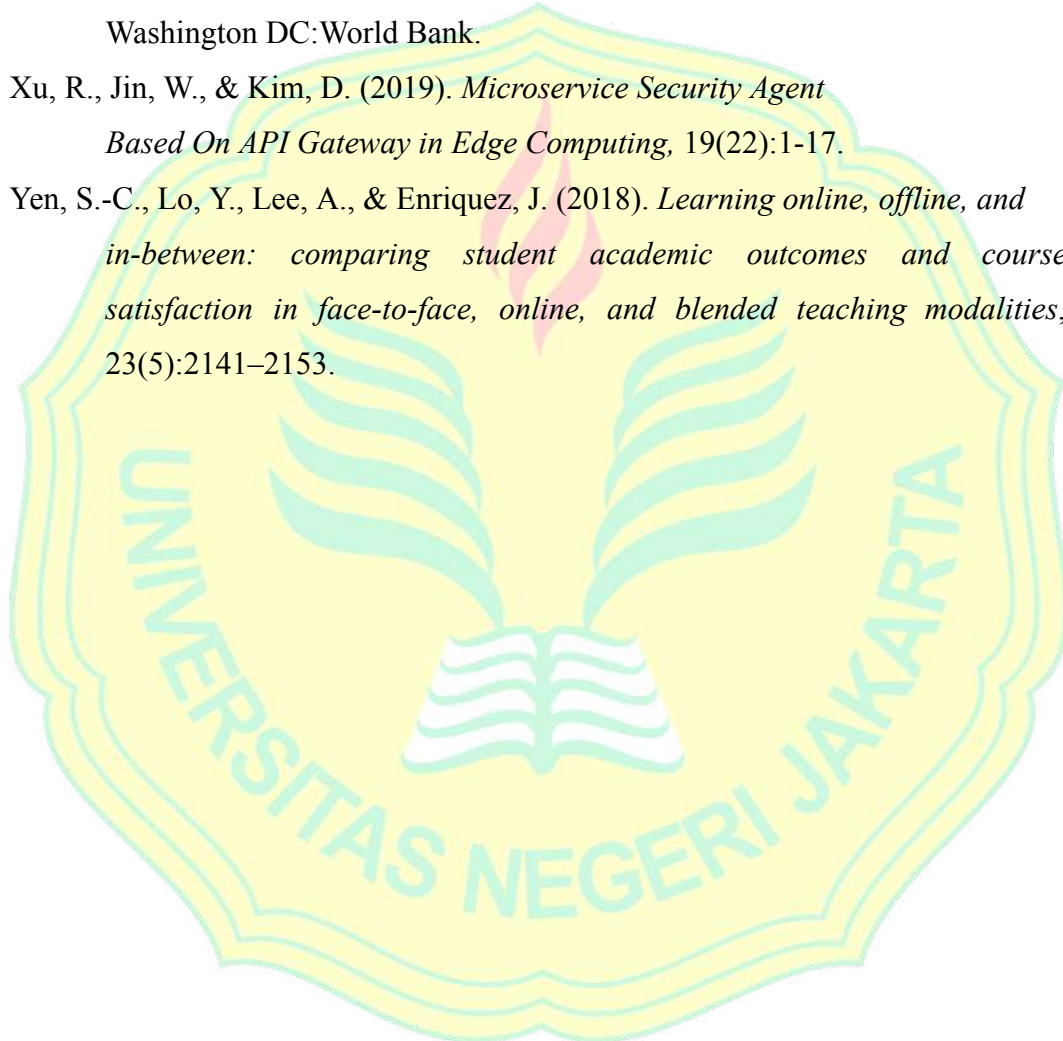 Washington DC:World Bank.
Xu, R., Jin, W., & Kim, D. (2019). Microservice Security Agent
Based On API Gateway in Edge Computing, 19(22):1-17.
Yen, S.-C., Lo, Y., Lee, A., & Enriquez, J. (2018). Learning online, offline, and
in-between: comparing student academic outcomes and course
satisfaction in face-to-face, online, and blended teaching modalities,
23(5):2141–2153.
UNIVERSITAS NEGERI JAKARTA